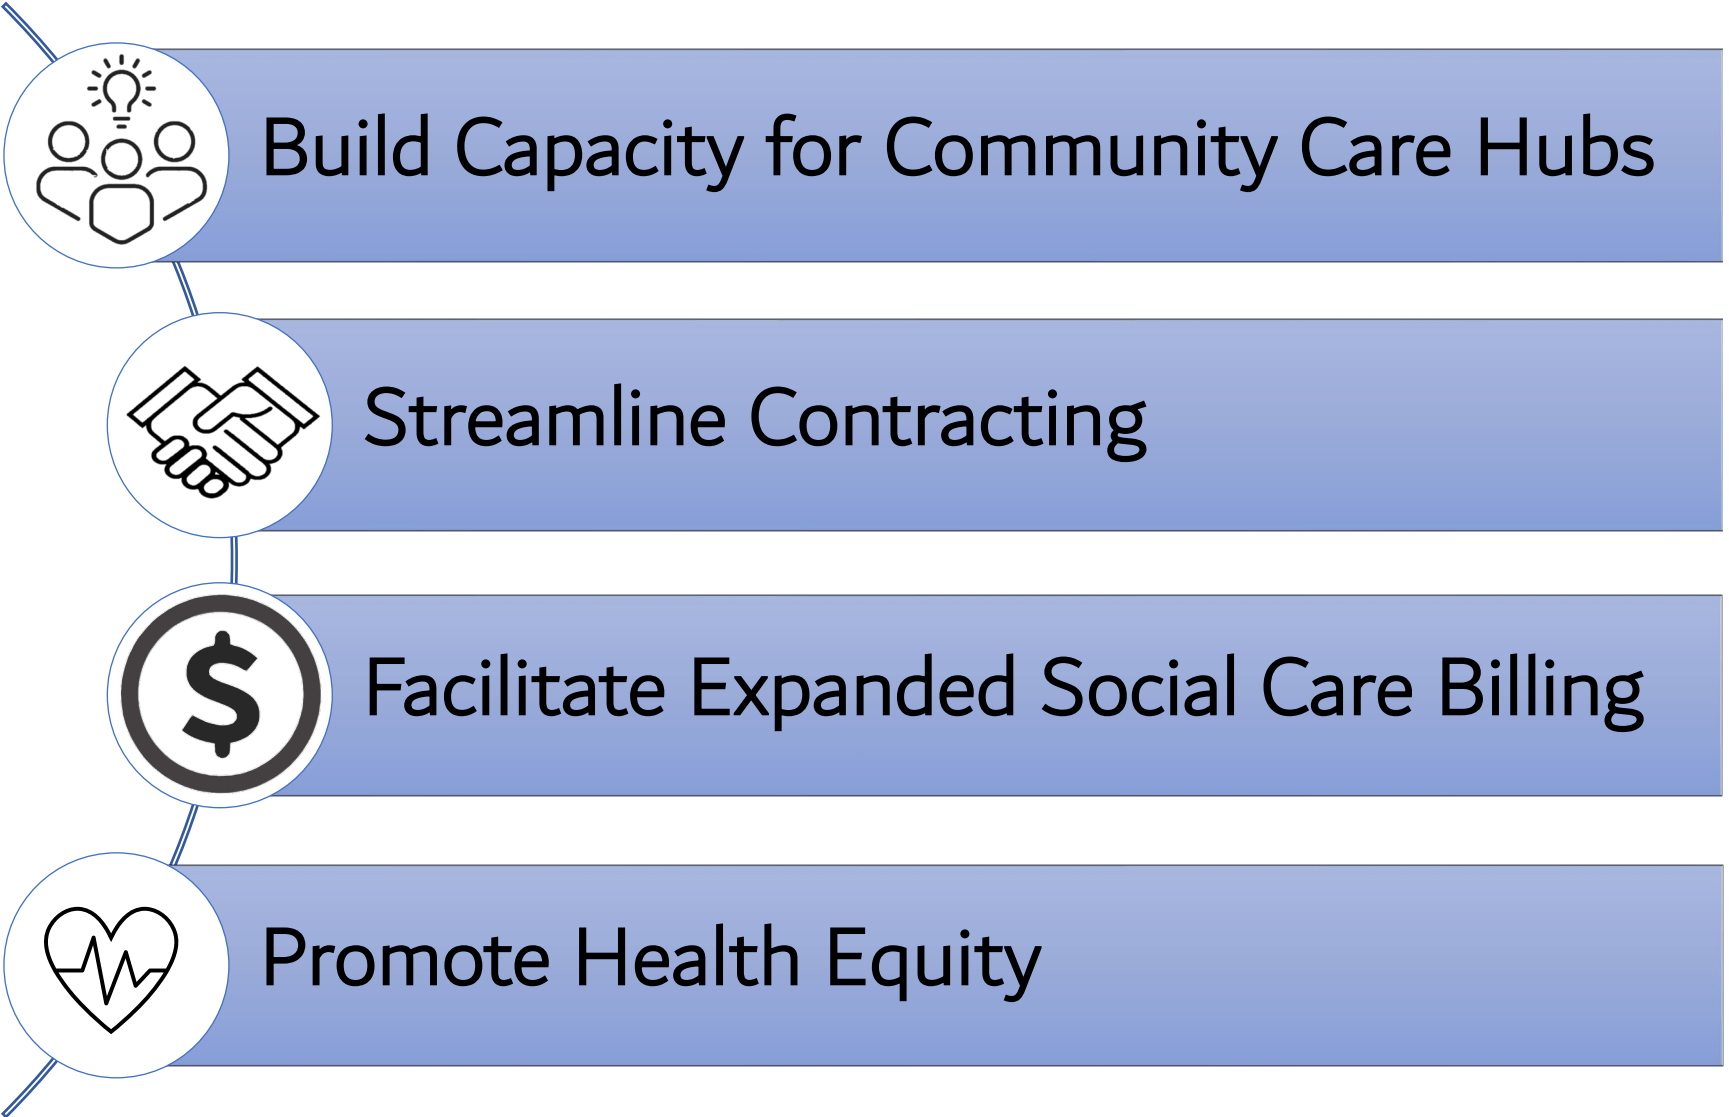 Build Capacity for Community Care Hubs
Streamline Contracting
$
Facilitate Expanded Social Care Billing
Promote Health Equity